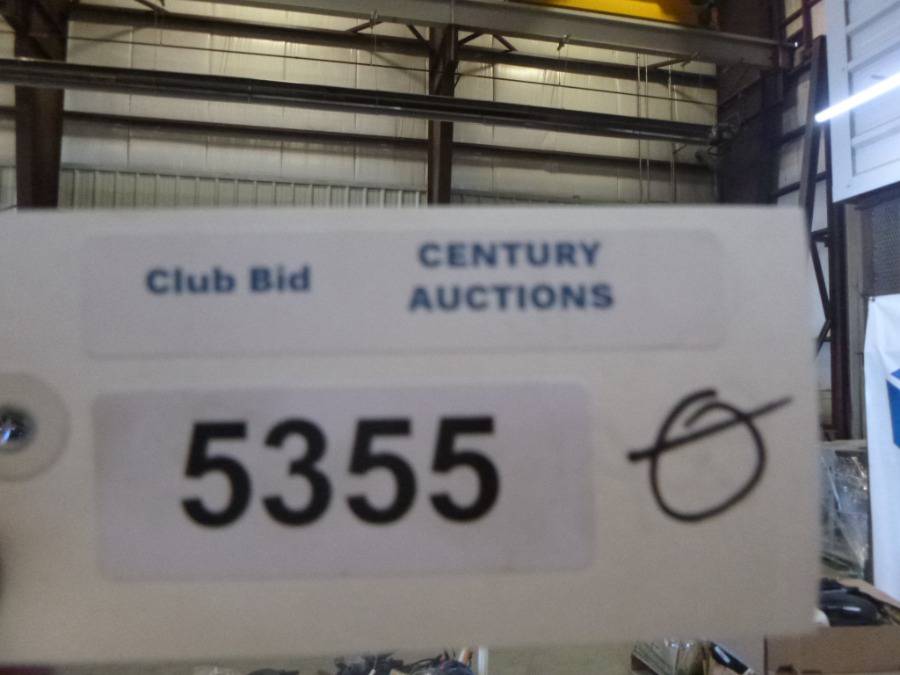 Club Bid
CENTURY
AUCTIONS
5355